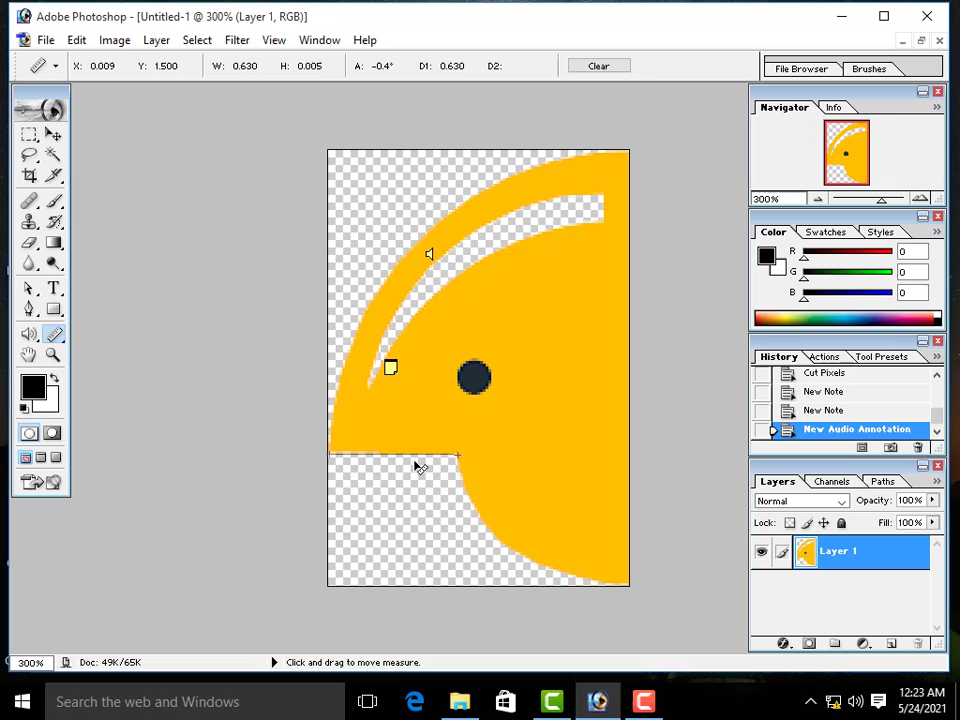 Adobe Photoshop - [Untitled-1 @ 300% (Layer 1, RGB)]
File Edit Image Layer Select Filter View Window Help
X: 0.009 Y: 1.500 W: 0.630 H: 0.005 A: -0.4° D1: 0.630 D2: Clear File Browser Brushes
Navigator Info
300%
Color Swatches Styles
R 0
G 0
B 0
History Actions Tool Presets
Cut Pixels
New Note
New Note
New Audio Annotation
Layers Channels Paths
Normal Opacity: 100%
Lock: Fill: 100%
Layer 1
T
300% Doc: 49K/65K Click and drag to move measure.
Search the web and Windows
12:23 AM
5/24/2021